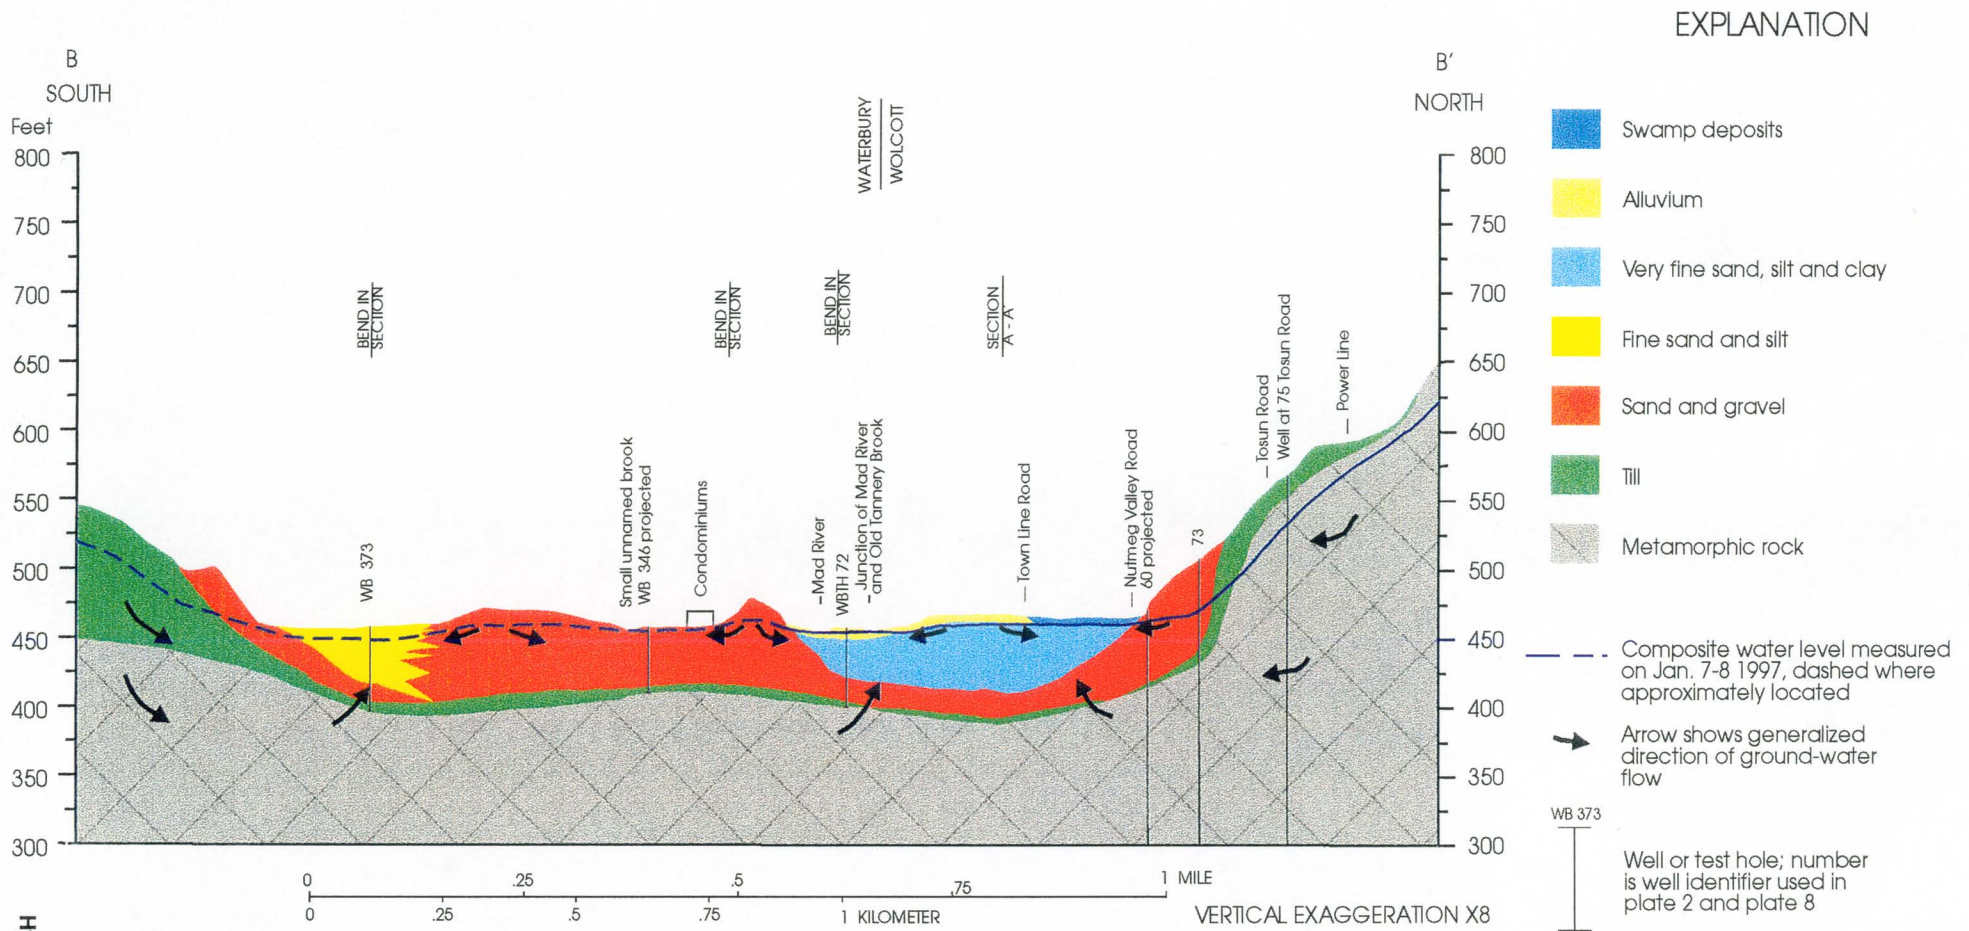 EXPLANATION
B
SOUTH
Feet
B'
NORTH
WATERBURY
WOLCOTT
800
750
700
650
600
550
500
450
400
350
300
800
750
700
650
600
550
500
450
400
350
300
BEND IN
SECTION
BEND IN
SECTION
BEND IN
SECTION
SECTION
A - A'
WB 373
Small unnamed brook
WB 346 projected
Condominiums
Mad River
WBTH 72
Junction of Mad River
and Old Tannery Brook
Town Line Road
Nutmeg Valley Road
60 projected
73
Tosun Road
Well at 75 Tosun Road
Power Line
0 .25 .5 .75 1 MILE
0 .25 .5 .75 1 KILOMETER
VERTICAL EXAGGERATION X8
H
Swamp deposits
Alluvium
Very fine sand, silt and clay
Fine sand and silt
Sand and gravel
Till
Metamorphic rock
Composite water level measured
on Jan. 7-8 1997, dashed where
approximately located
Arrow shows generalized
direction of ground-water
flow
WB 373
Well or test hole; number
is well identifier used in
plate 2 and plate 8